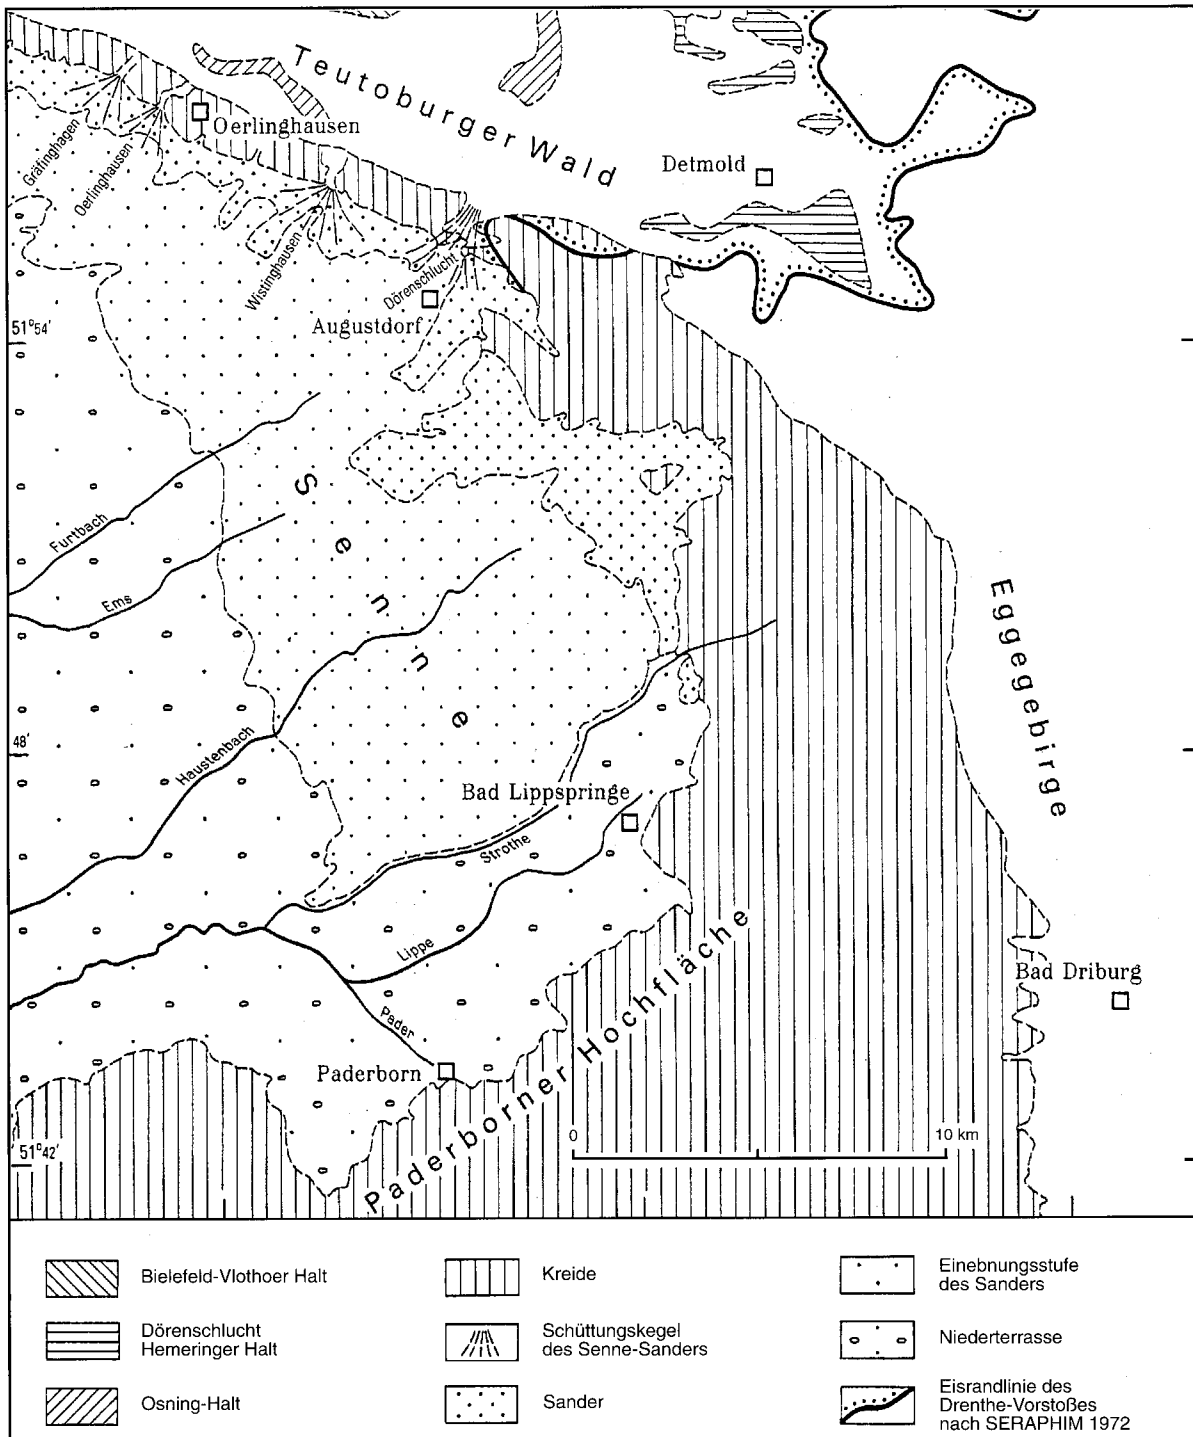 Teutoburger Wald
Oerlinghausen
Detmold
Gräfinghagen
Oerlinghausen
Wistinghausen
Dörenschlucht
Augustdorf
51°54'
Senne
Furtbach
Ems
Eggegebirge
48'
Haustenbach
Bad Lippspringe
Strothe
Lippe
Bad Driburg
Pader
Paderborn
Paderborner Hochfläche
0 10 km
51°42'
Bielefeld-Vlothoer Halt
Dörenschlucht
Hemeringer Halt
Osning-Halt
Kreide
Schüttungskegel
des Senne-Sanders
Sander
Einebnungsstufe
des Sanders
Niederterrasse
Eisrandlinie des
Drenthe-Vorstoßes
nach SERAPHIM 1972